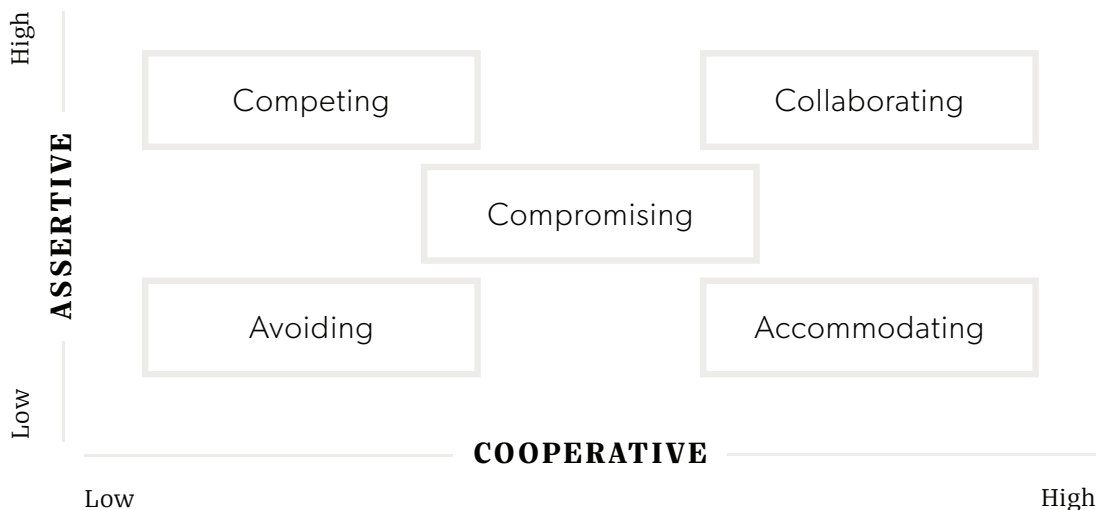 High
Competing
Collaborating
ASSERTIVE
Compromising
Avoiding
Accommodating
Low
COOPERATIVE
Low
High